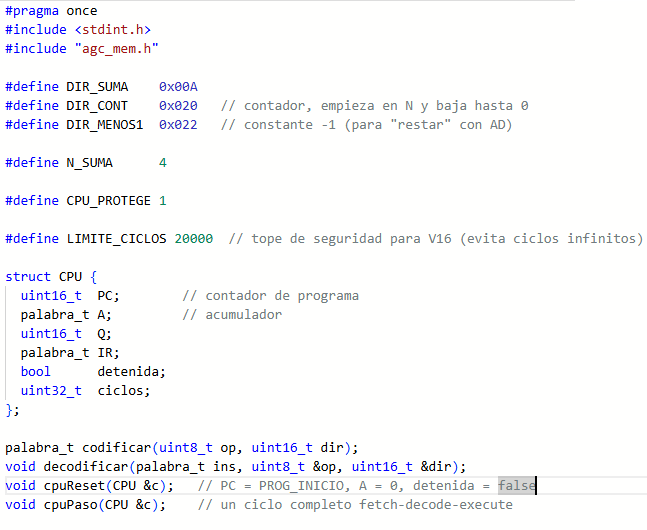 #pragma once
#include <stdint.h>
#include "agc_mem.h"
#define DIR_SUMA    0x00A
#define DIR_CONT    0x020   // contador, empieza en N y baja hasta 0
#define DIR_MENOS1  0x022   // constante -1 (para "restar" con AD)
#define N_SUMA      4
#define CPU_PROTEGE 1
#define LIMITE_CICLOS 20000  // tope de seguridad para V16 (evita ciclos infinitos)
struct CPU {
  uint16_t  PC;        // contador de programa
  palabra_t A;         // acumulador
  uint16_t  Q;
  palabra_t IR;
  bool      detenida;
  uint32_t  ciclos;
};
palabra_t codificar(uint8_t op, uint16_t dir);
void decodificar(palabra_t ins, uint8_t &op, uint16_t &dir);
void cpuReset(CPU &c);   // PC = PROG_INICIO, A = 0, detenida = false
void cpuPaso(CPU &c);    // un ciclo completo fetch-decode-execute